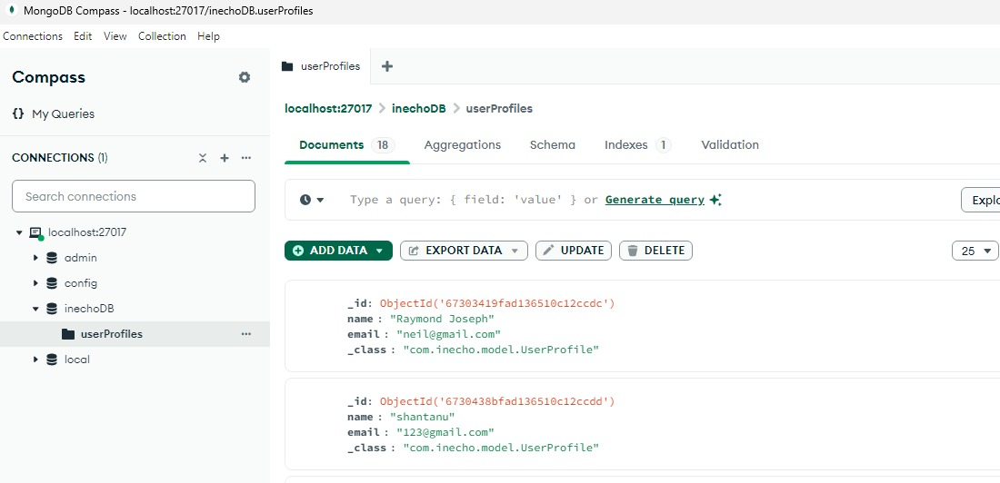 MongoDB Compass - localhost:27017/inechoDB.userProfiles
Connections Edit View Collection Help
Compass
{} My Queries
CONNECTIONS (1)
Search connections
localhost:27017
admin
config
inechoDB
userProfiles
local
userProfiles
localhost:27017 > inechoDB > userProfiles
Documents 18 Aggregations Schema Indexes 1 Validation
Type a query: { field: 'value' } or Generate query
Explo
ADD DATA EXPORT DATA UPDATE DELETE
25
_id: ObjectId('67303419fad136510c12ccdc')
name : "Raymond Joseph"
email : "neil@gmail.com"
_class : "com.inecho.model.UserProfile"
_id: ObjectId('6730438bfad136510c12ccdd')
name : "shantanu"
email : "123@gmail.com"
_class : "com.inecho.model.UserProfile"